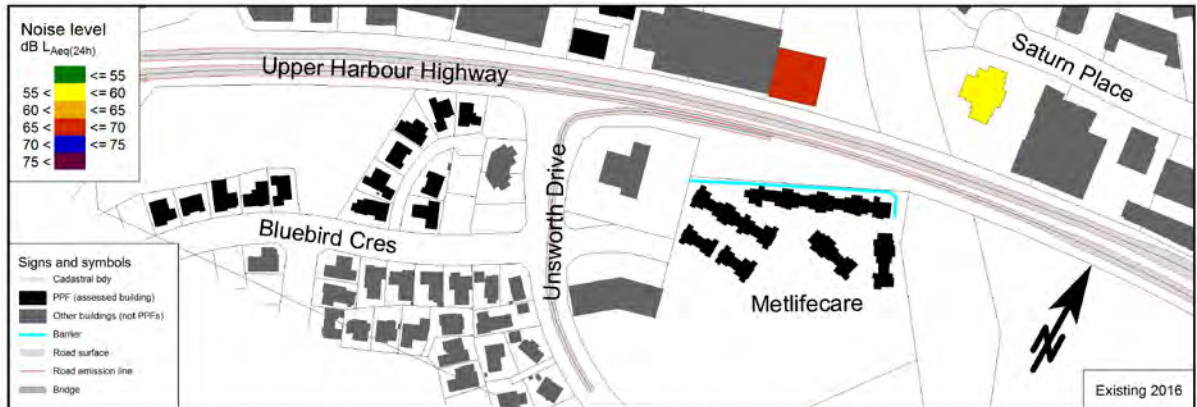 Noise level
dB LAeq(24h)
<= 55
55 < <= 60
60 < <= 65
65 < <= 70
70 < <= 75
75 <
Upper Harbour Highway
Saturn Place
Unsworth Drive
Bluebird Cres
Metlifecare
Signs and symbols
Cadastral bdy
PPF (assessed building)
Other buildings (not PPFs)
Barrier
Road surface
Road emission line
Bridge
N
Existing 2016